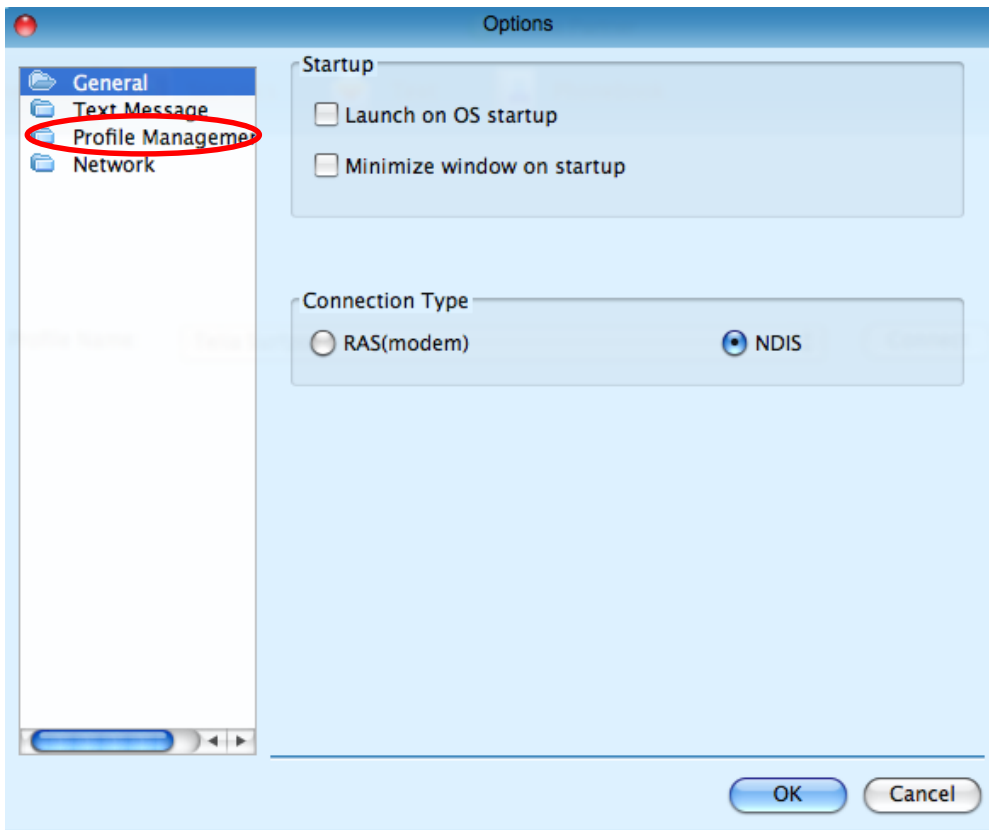 Options
General
Text Message
Profile Managemen
Network
Startup
Launch on OS startup
Minimize window on startup
Connection Type
RAS(modem)
NDIS
OK
Cancel